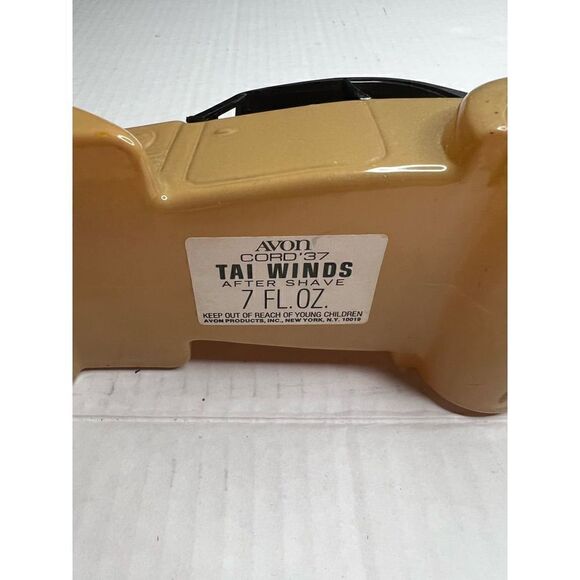 AVON
CORD '37
TAI WINDS
AFTER SHAVE
7 FL. OZ.
KEEP OUT OF REACH OF YOUNG CHILDREN
AVON PRODUCTS, INC., NEW YORK, N.Y. 10019